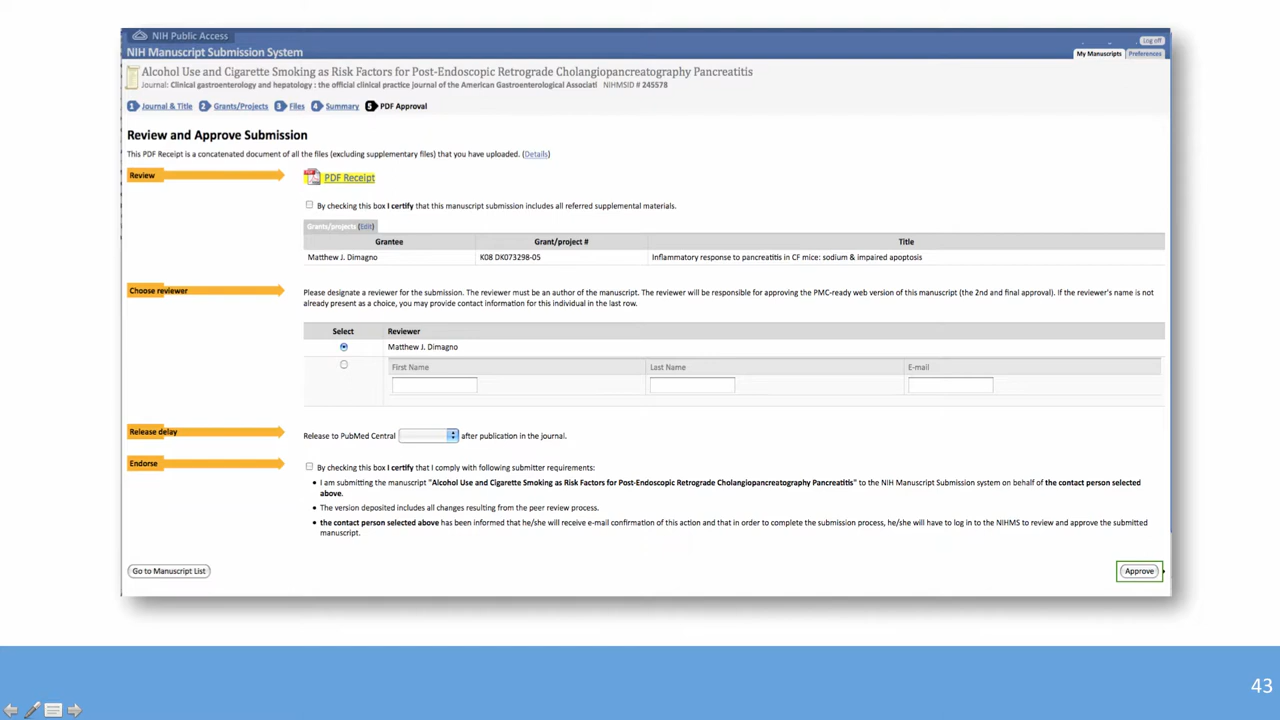 NIH Public Access
NIH Manuscript Submission System
Log off
My Manuscripts Preferences
Alcohol Use and Cigarette Smoking as Risk Factors for Post-Endoscopic Retrograde Cholangiopancreatography Pancreatitis
Journal: Clinical gastroenterology and hepatology : the official clinical practice journal of the American Gastroenterological Associati NIHMSID # 245578
1 Journal & Title 2 Grants/Projects 3 Files 4 Summary 5 PDF Approval
Review and Approve Submission
This PDF Receipt is a concatenated document of all the files (excluding supplementary files) that you have uploaded. (Details)
Review
PDF Receipt
By checking this box I certify that this manuscript submission includes all referred supplemental materials.
Grants/projects (Edit)
Grantee Grant/project # Title
Matthew J. Dimagno K08 DK073298-05 Inflammatory response to pancreatitis in CF mice: sodium & impaired apoptosis
Choose reviewer
Please designate a reviewer for the submission. The reviewer must be an author of the manuscript. The reviewer will be responsible for approving the PMC-ready web version of this manuscript (the 2nd and final approval). If the reviewer's name is not
already present as a choice, you may provide contact information for this individual in the last row.
Select Reviewer
Matthew J. Dimagno
First Name Last Name E-mail
Release delay
Release to PubMed Central after publication in the journal.
Endorse
By checking this box I certify that I comply with following submitter requirements:
• I am submitting the manuscript "Alcohol Use and Cigarette Smoking as Risk Factors for Post-Endoscopic Retrograde Cholangiopancreatography Pancreatitis" to the NIH Manuscript Submission system on behalf of the contact person selected
above.
• The version deposited includes all changes resulting from the peer review process.
• the contact person selected above has been informed that he/she will receive e-mail confirmation of this action and that in order to complete the submission process, he/she will have to log in to the NIHMS to review and approve the submitted
manuscript.
Go to Manuscript List
Approve
43